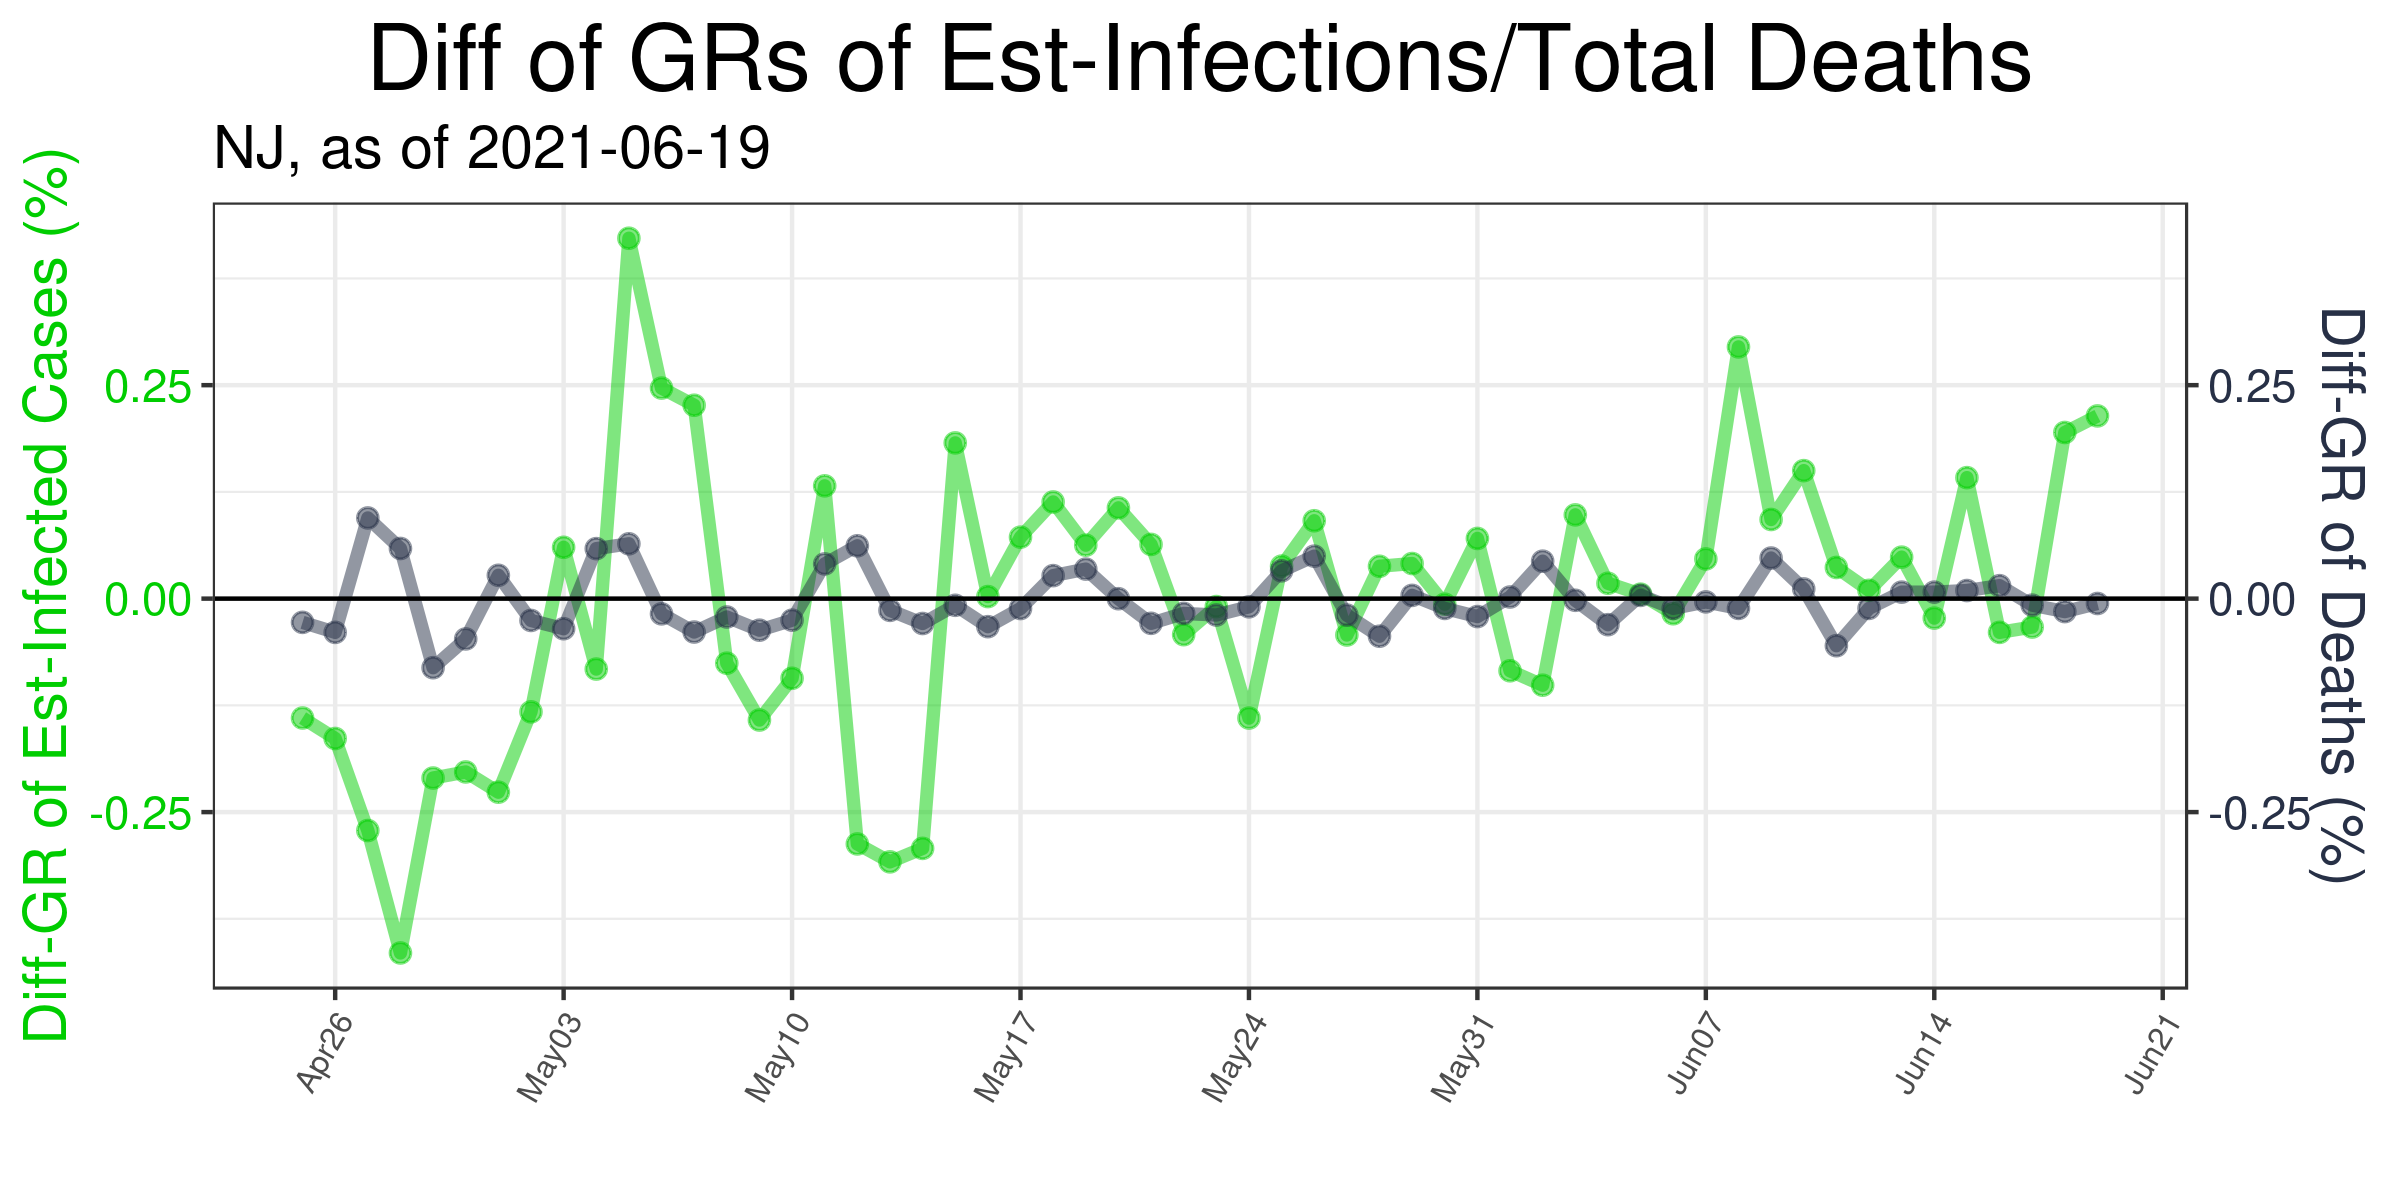 Diff of GRs of Est-Infections/Total Deaths
NJ, as of 2021-06-19
Diff-GR of Est-Infected Cases (%)
0.25
0.00
-0.25
0.25
0.00
-0.25
Diff-GR of Deaths (%)
Apr26
May03
May10
May17
May24
May31
Jun07
Jun14
Jun21